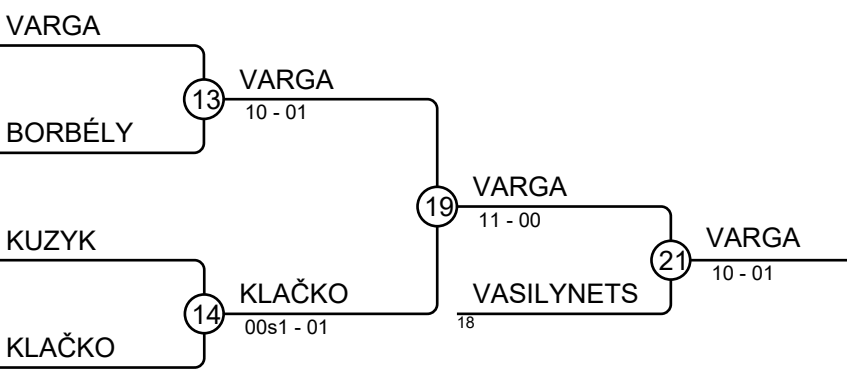 VARGA
13
VARGA
10 - 01
BORBÉLY
19
VARGA
11 - 00
KUZYK
21
VARGA
10 - 01
14
KLAČKO
00s1 - 01
VASILYNETS
18
KLAČKO